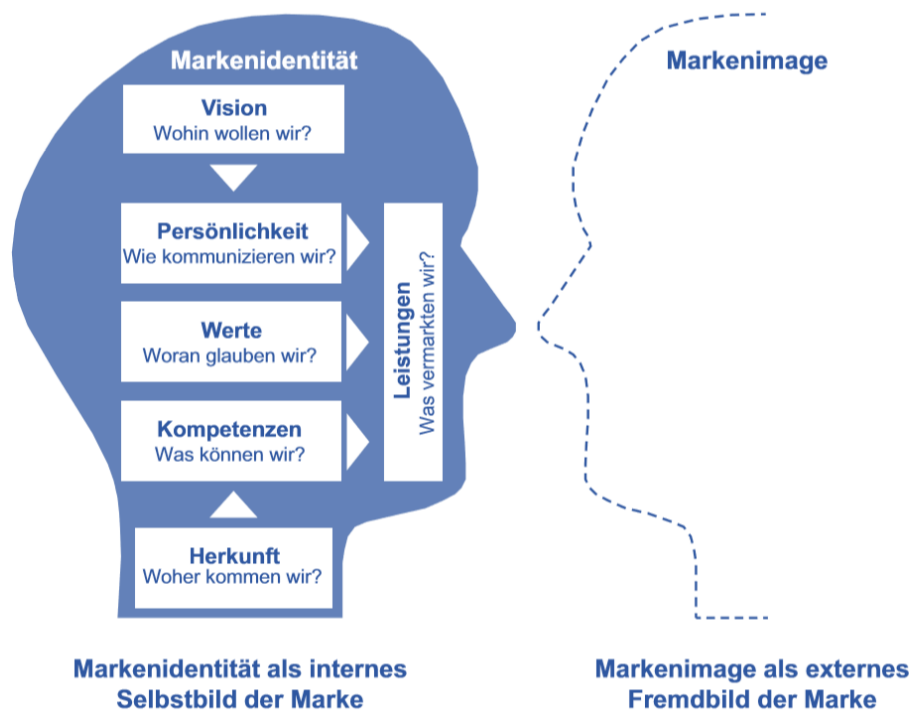 Markenidentität
Markenimage
Vision
Wohin wollen wir?
Persönlichkeit
Wie kommunizieren wir?
Werte
Woran glauben wir?
Kompetenzen
Was können wir?
Leistungen
Was vermarkten wir?
Herkunft
Woher kommen wir?
Markenidentität als internes
Selbstbild der Marke
Markenimage als externes
Fremdbild der Marke